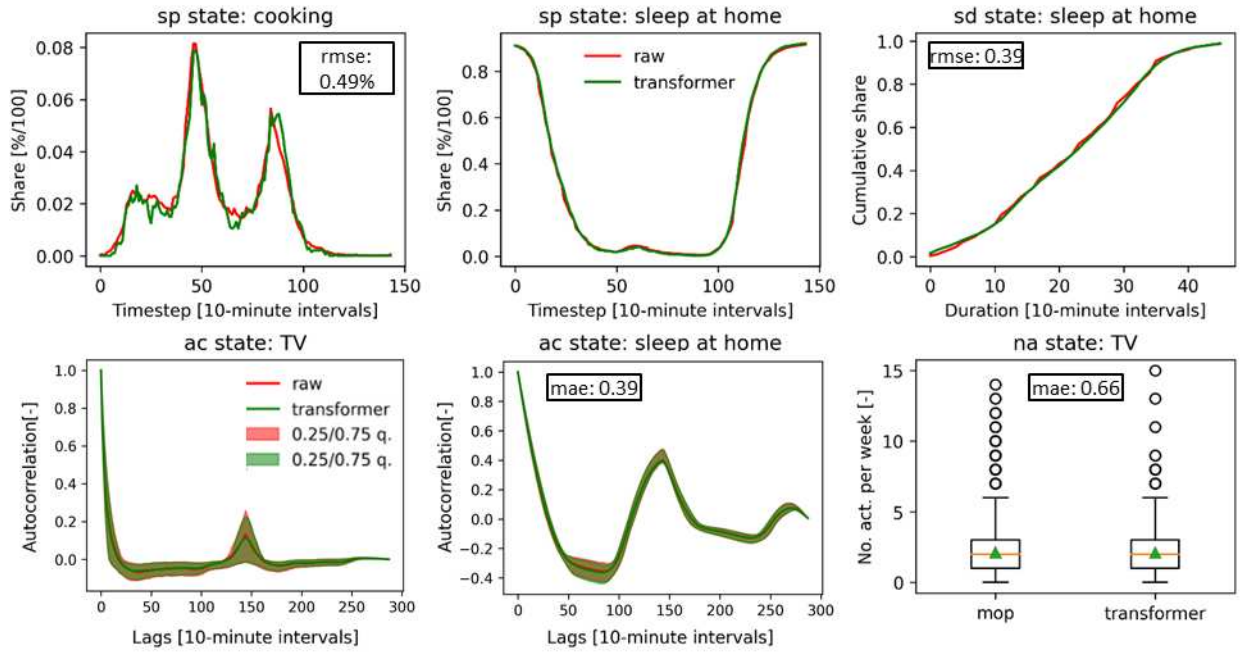 sp state: cooking
Share [%/100]
0.08
0.06
0.04
0.02
0.00
rmse:
0.49%
0
50
100
150
Timestep [10-minute intervals]
sp state: sleep at home
Share [%/100]
0.8
0.6
0.4
0.2
0.0
raw
transformer
0
50
100
150
Timestep [10-minute intervals]
sd state: sleep at home
Cumulative share
1.0
0.8
0.6
0.4
0.2
0.0
rmse: 0.39
0
10
20
30
40
Duration [10-minute intervals]
ac state: TV
Autocorrelation[-]
1.0
0.8
0.6
0.4
0.2
0.0
raw
transformer
0.25/0.75 q.
0.25/0.75 q.
0
50
100
150
200
250
300
Lags [10-minute intervals]
ac state: sleep at home
Autocorrelation[-]
1.0
0.8
0.6
0.4
0.2
0.0
−0.2
−0.4
mae: 0.39
0
50
100
150
200
250
300
Lags [10-minute intervals]
na state: TV
No. act. per week [-]
15
10
5
0
mae: 0.66
mop
transformer